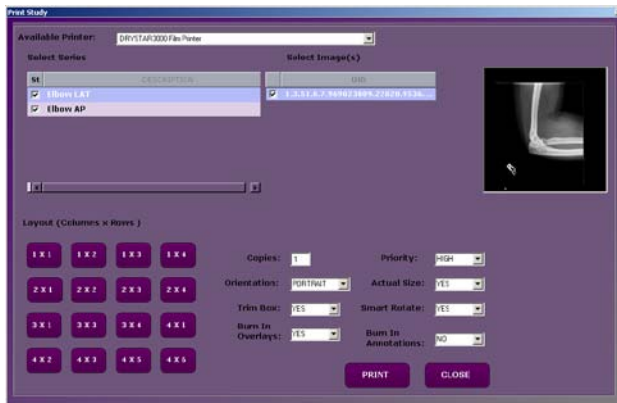 Print Study
Available Printer: DRYSTAR3000 Film Printer
Select Series Select Image(s)
St DESCRIPTION UID
Elbow LAT
Elbow AP
Layout (Columns x Rows )
1 X 1 1 X 2 1 X 3 1 X 4
2 X 1 2 X 2 2 X 3 2 X 4
3 X 1 3 X 3 3 X 4 4 X 1
4 X 2 4 X 3 4 X 5 4 X 6
Copies: 1 Priority: HIGH
Orientation: PORTRAIT Actual Size: YES
Trim Box: YES Smart Rotate: YES
Burn In Overlays: YES Burn In Annotations: NO
PRINT CLOSE